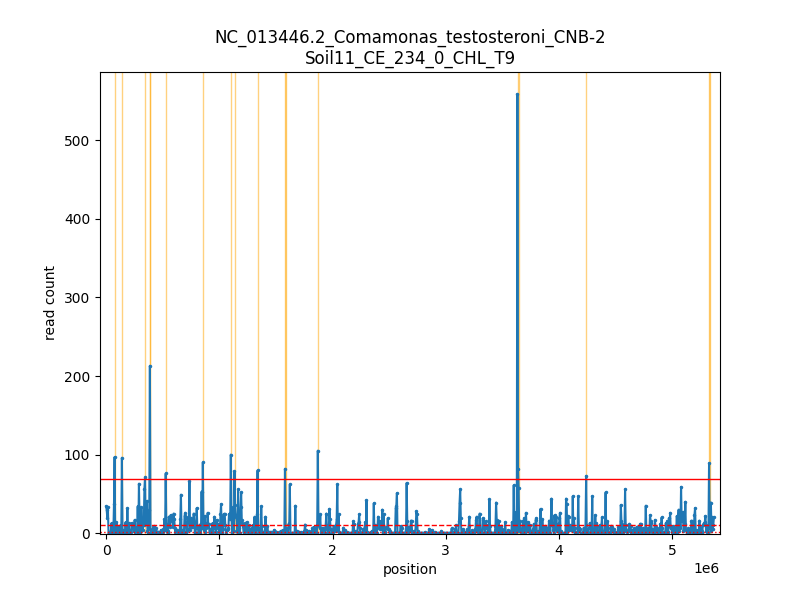 NC_013446.2_Comamonas_testosteroni_CNB-2
Soil11_CE_234_0_CHL_T9
500
400
300
200
100
0
read count
0
1
2
3
4
5
1e6
position